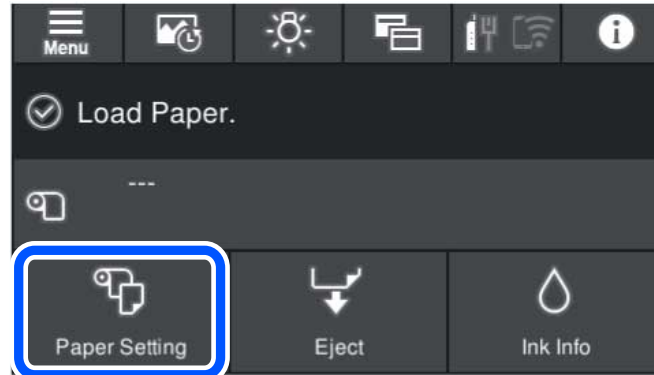 Menu
Load Paper.
---
Paper Setting
Eject
Ink Info